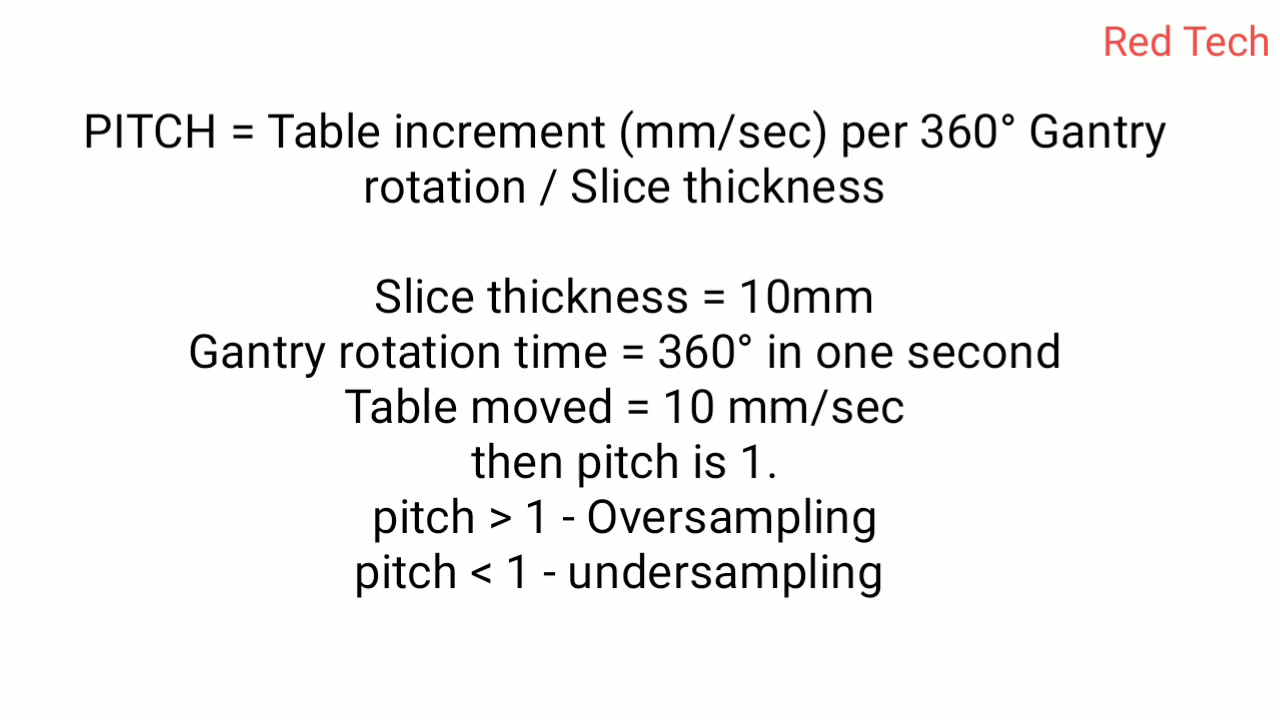 Red Tech
PITCH = Table increment (mm/sec) per 360° Gantry
rotation / Slice thickness
Slice thickness = 10mm
Gantry rotation time = 360° in one second
Table moved = 10 mm/sec
then pitch is 1.
pitch > 1 - Oversampling
pitch < 1 - undersampling